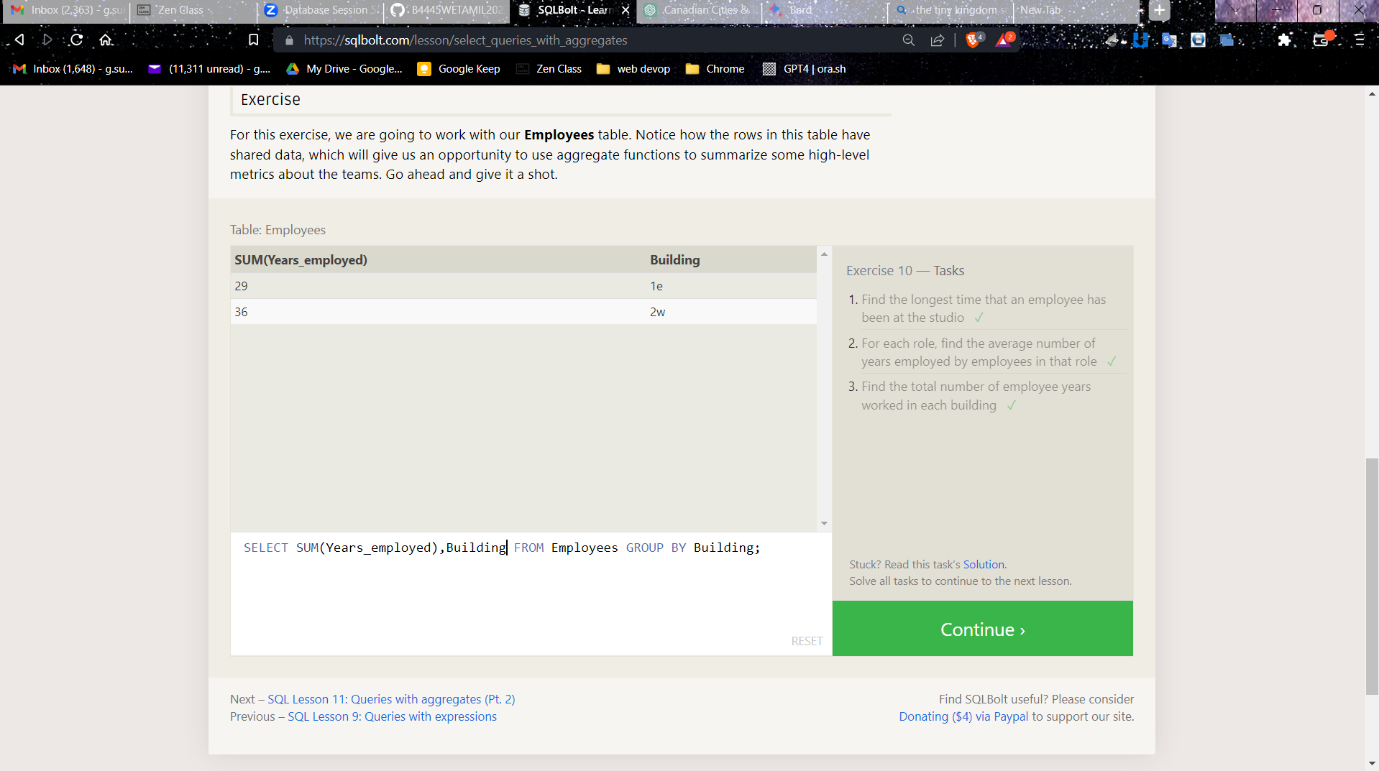 Inbox (2,363) - g.su
Zen Class
Database Session
B4445WETAMIL202
SQLBolt - Lear
Canadian Cities &
Bard
the tiny kingdom
New Tab
https://sqlbolt.com/lesson/select_queries_with_aggregates
Inbox (1,648) - g.su...
(11,311 unread) - g....
My Drive - Google...
Google Keep
Zen Class
web devop
Chrome
GPT4 | ora.sh
Exercise
For this exercise, we are going to work with our Employees table. Notice how the rows in this table have
shared data, which will give us an opportunity to use aggregate functions to summarize some high-level
metrics about the teams. Go ahead and give it a shot.
Table: Employees
SUM(Years_employed) Building
29 1e
36 2w
SELECT SUM(Years_employed),Building FROM Employees GROUP BY Building;
RESET
Exercise 10 — Tasks
1. Find the longest time that an employee has
been at the studio ✓
2. For each role, find the average number of
years employed by employees in that role ✓
3. Find the total number of employee years
worked in each building ✓
Stuck? Read this task's Solution.
Solve all tasks to continue to the next lesson.
Continue ›
Next – SQL Lesson 11: Queries with aggregates (Pt. 2)
Previous – SQL Lesson 9: Queries with expressions
Find SQLBolt useful? Please consider
Donating ($4) via Paypal to support our site.